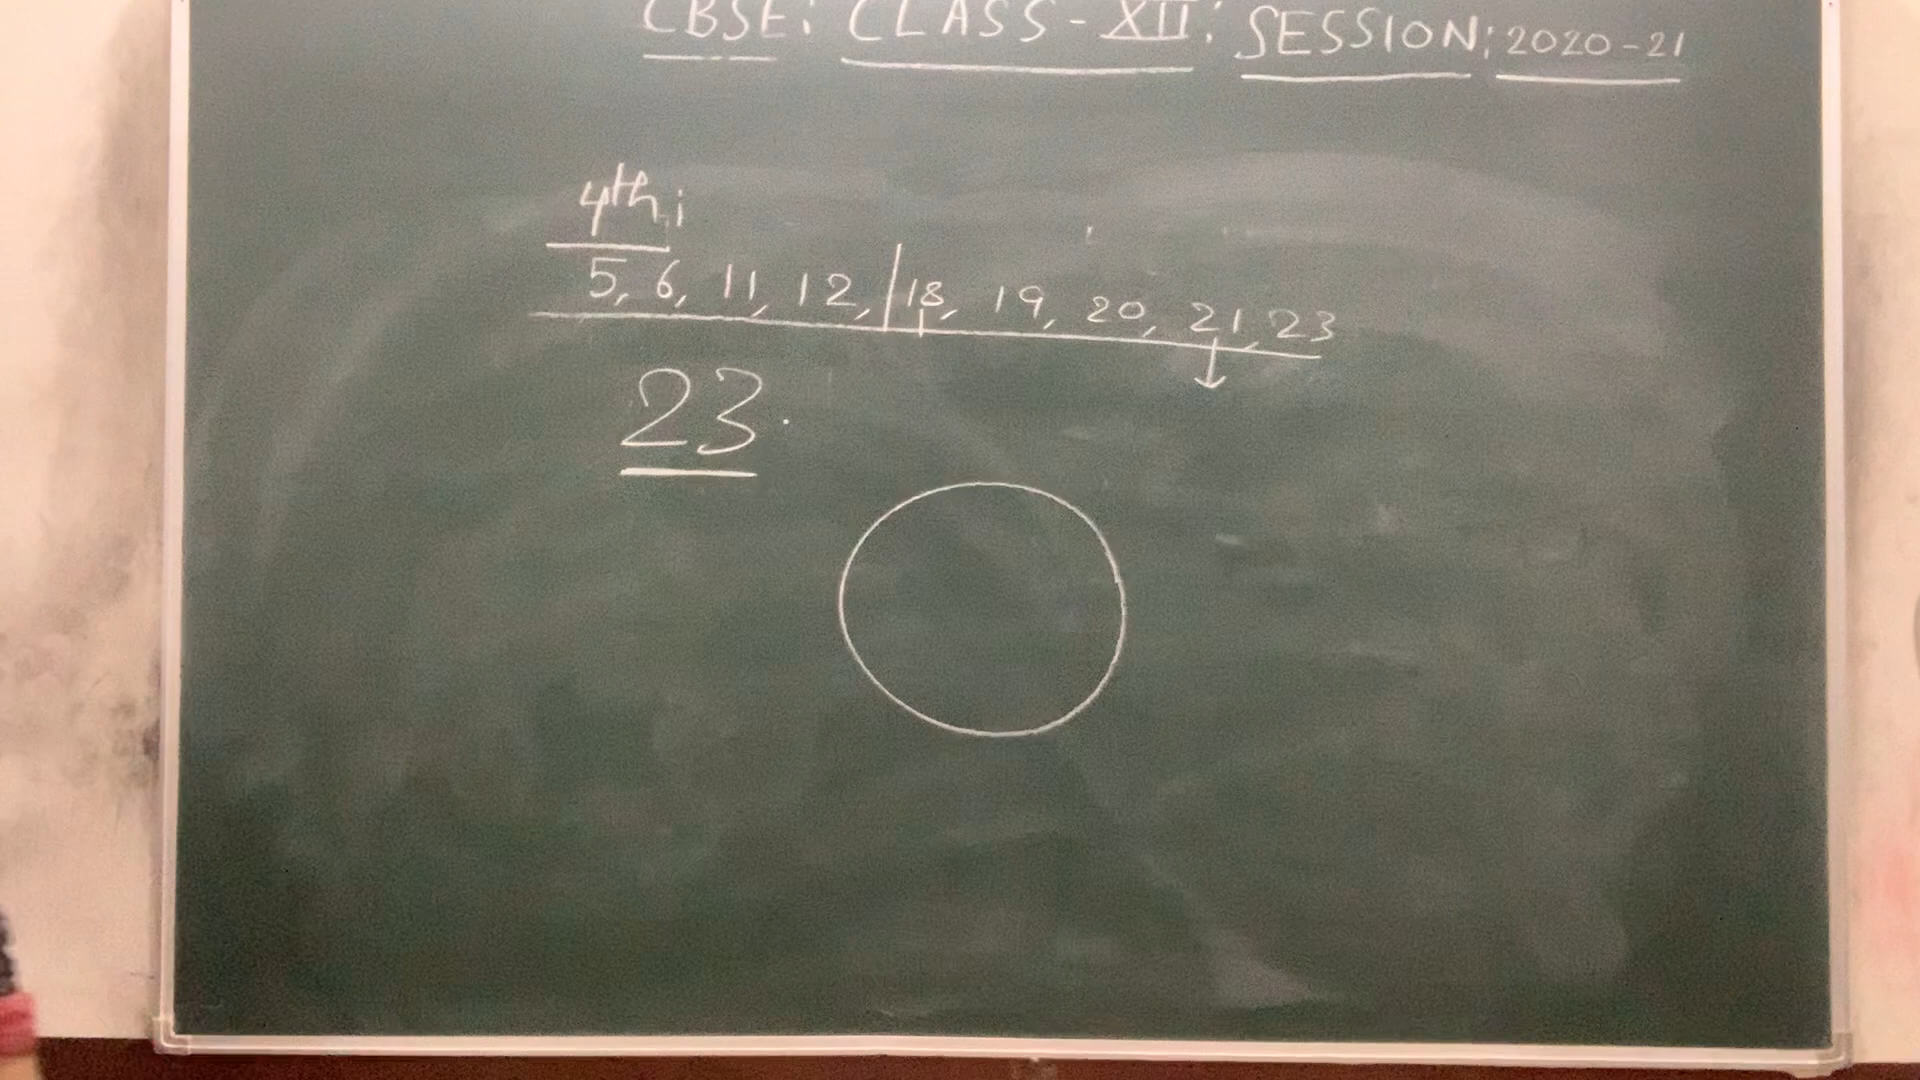 CBSE: CLASS-XII: SESSION: 2020-21
4th:
5, 6, 11, 12, 18, 19, 20, 21, 23
23.